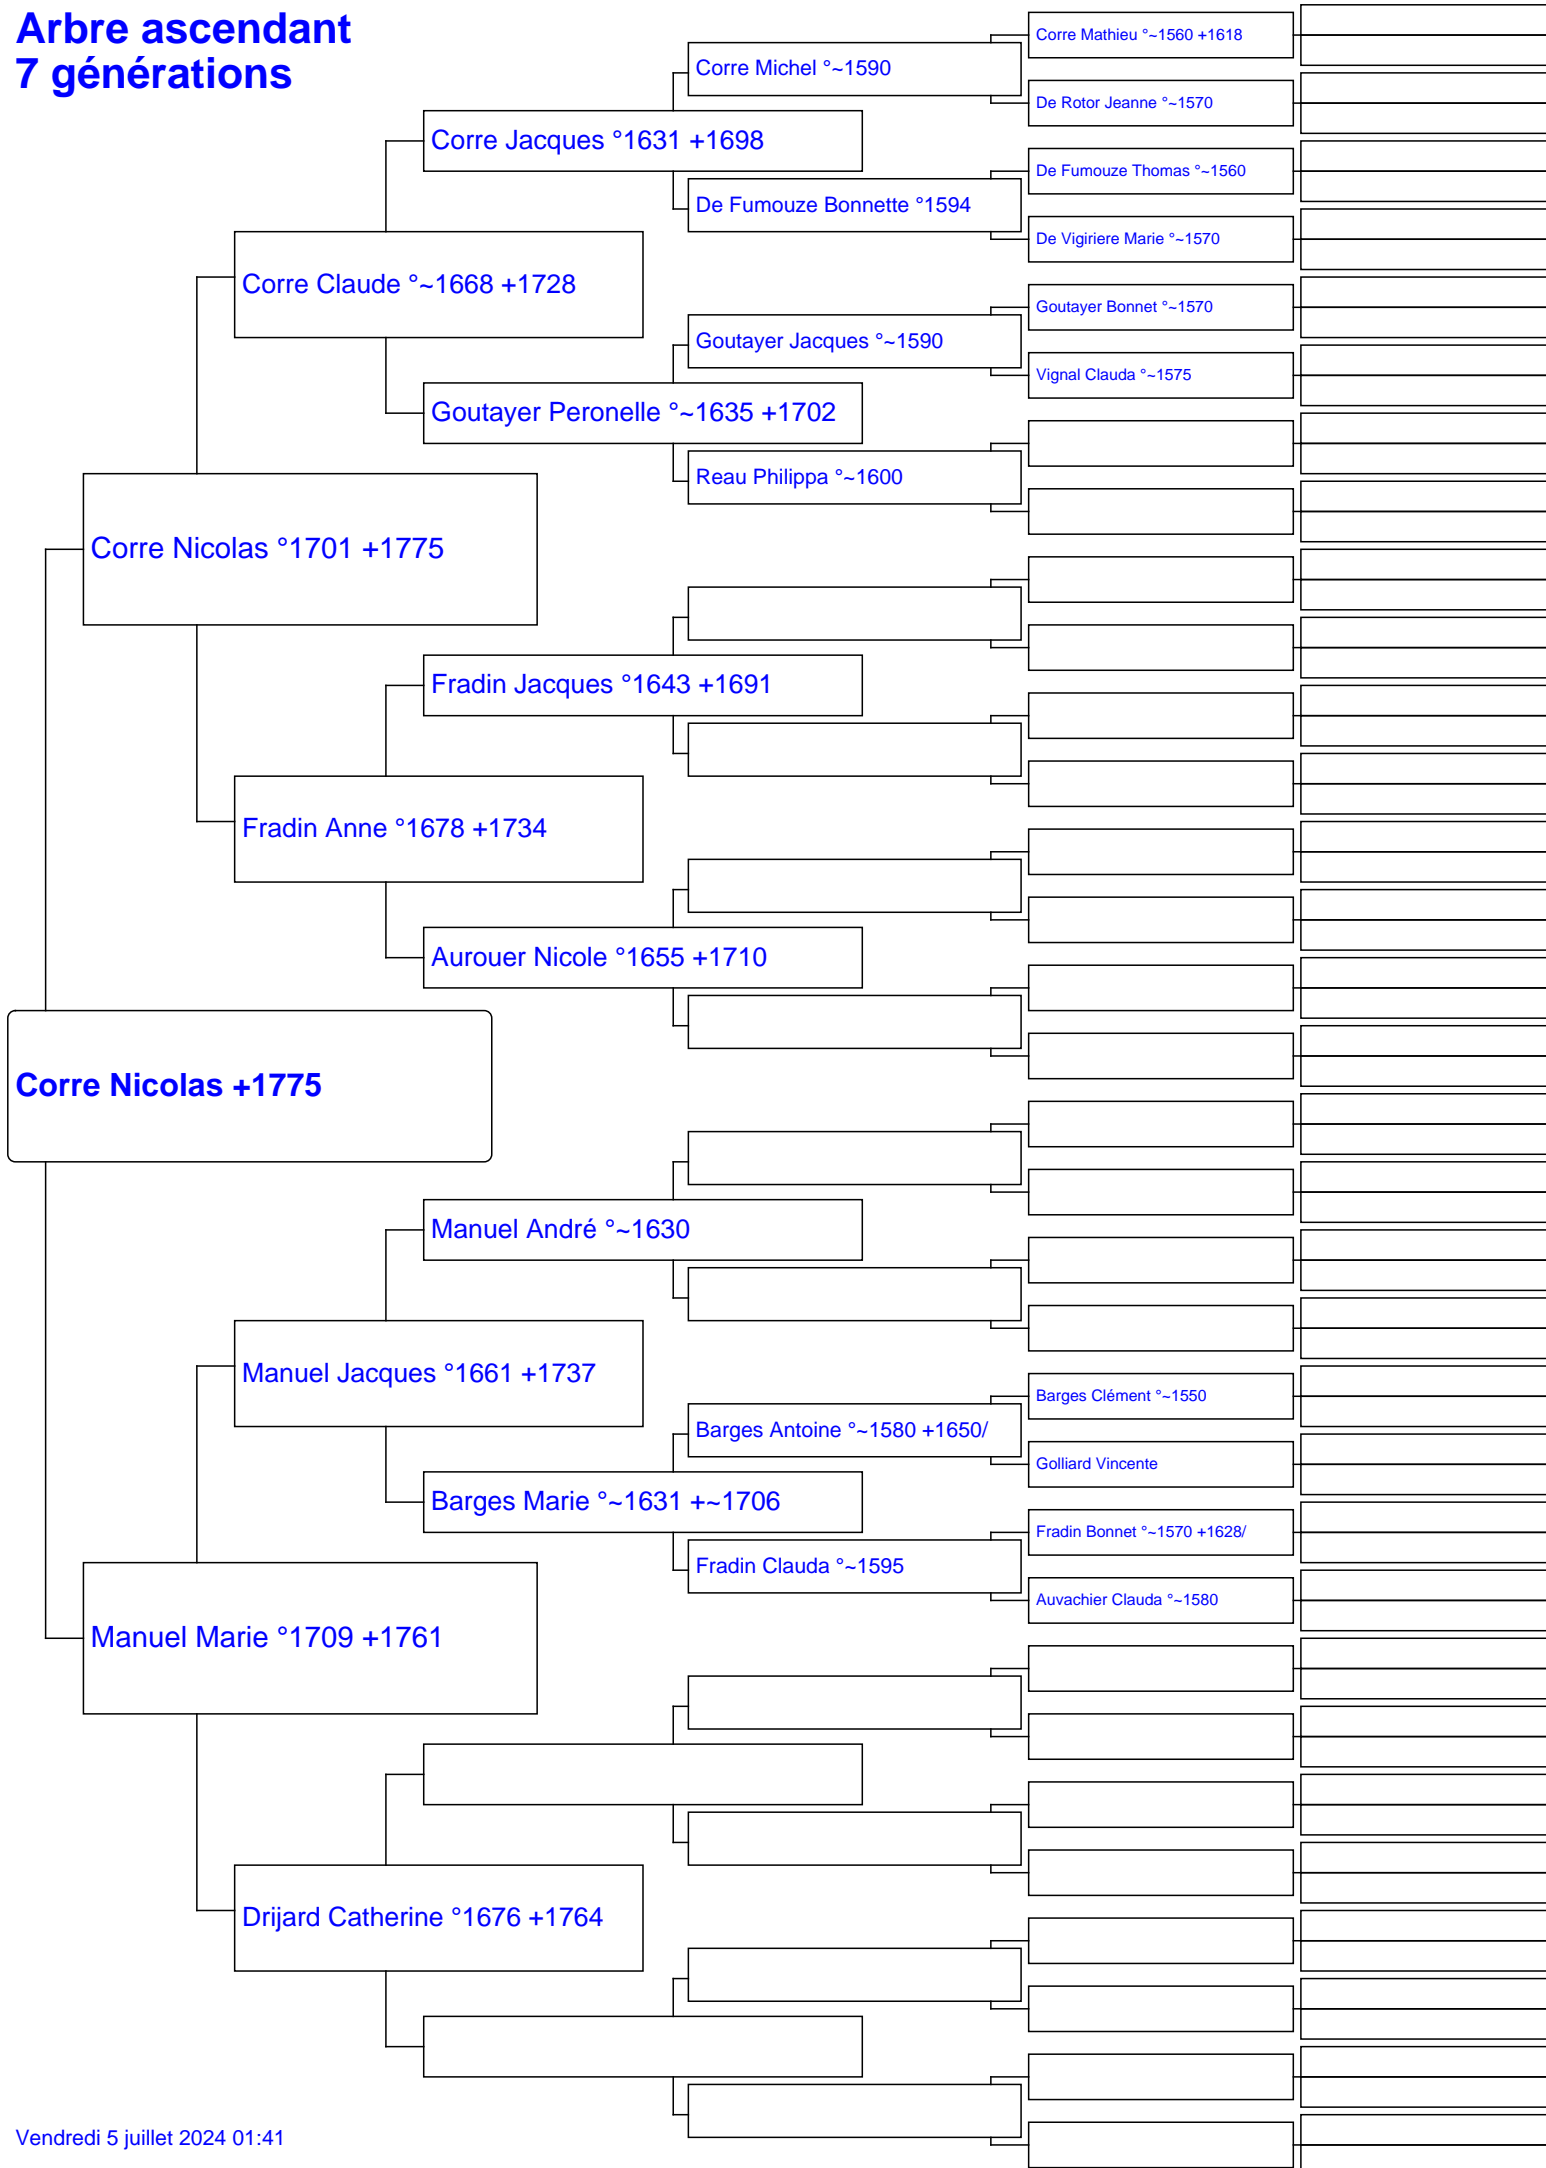 Arbre ascendant
7 générations
Corre Mathieu °~1560 +1618
Corre Michel °~1590
De Rotor Jeanne °~1570
Corre Jacques °1631 +1698
De Fumouze Thomas °~1560
De Fumouze Bonnette °1594
De Vigiriere Marie °~1570
Corre Claude °~1668 +1728
Goutayer Bonnet °~1570
Goutayer Jacques °~1590
Vignal Clauda °~1575
Goutayer Peronelle °~1635 +1702
Reau Philippa °~1600
Corre Nicolas °1701 +1775
Fradin Jacques °1643 +1691
Fradin Anne °1678 +1734
Aurouer Nicole °1655 +1710
Corre Nicolas +1775
Manuel André °~1630
Manuel Jacques °1661 +1737
Barges Clément °~1550
Barges Antoine °~1580 +1650/
Golliard Vincente
Barges Marie °~1631 +~1706
Fradin Bonnet °~1570 +1628/
Fradin Clauda °~1595
Auvachier Clauda °~1580
Manuel Marie °1709 +1761
Drijard Catherine °1676 +1764
Vendredi 5 juillet 2024 01:41